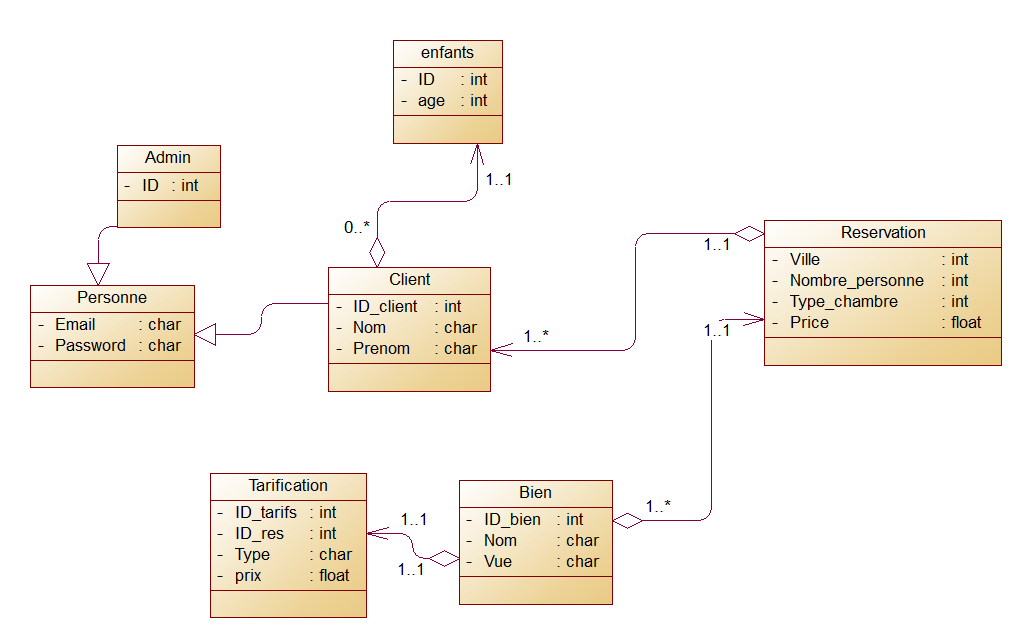 enfants
- ID : int
- age : int
1..1
0..*
Admin
- ID : int
Personne
- Email : char
- Password : char
Client
- ID_client : int
- Nom : char
- Prenom : char
1..1
1..*
Reservation
- Ville : int
- Nombre_personne : int
- Type_chambre : int
- Price : float
1..1
Tarification
- ID_tarifs : int
- ID_res : int
- Type : char
- prix : float
1..1
1..1
Bien
- ID_bien : int
- Nom : char
- Vue : char
1..*